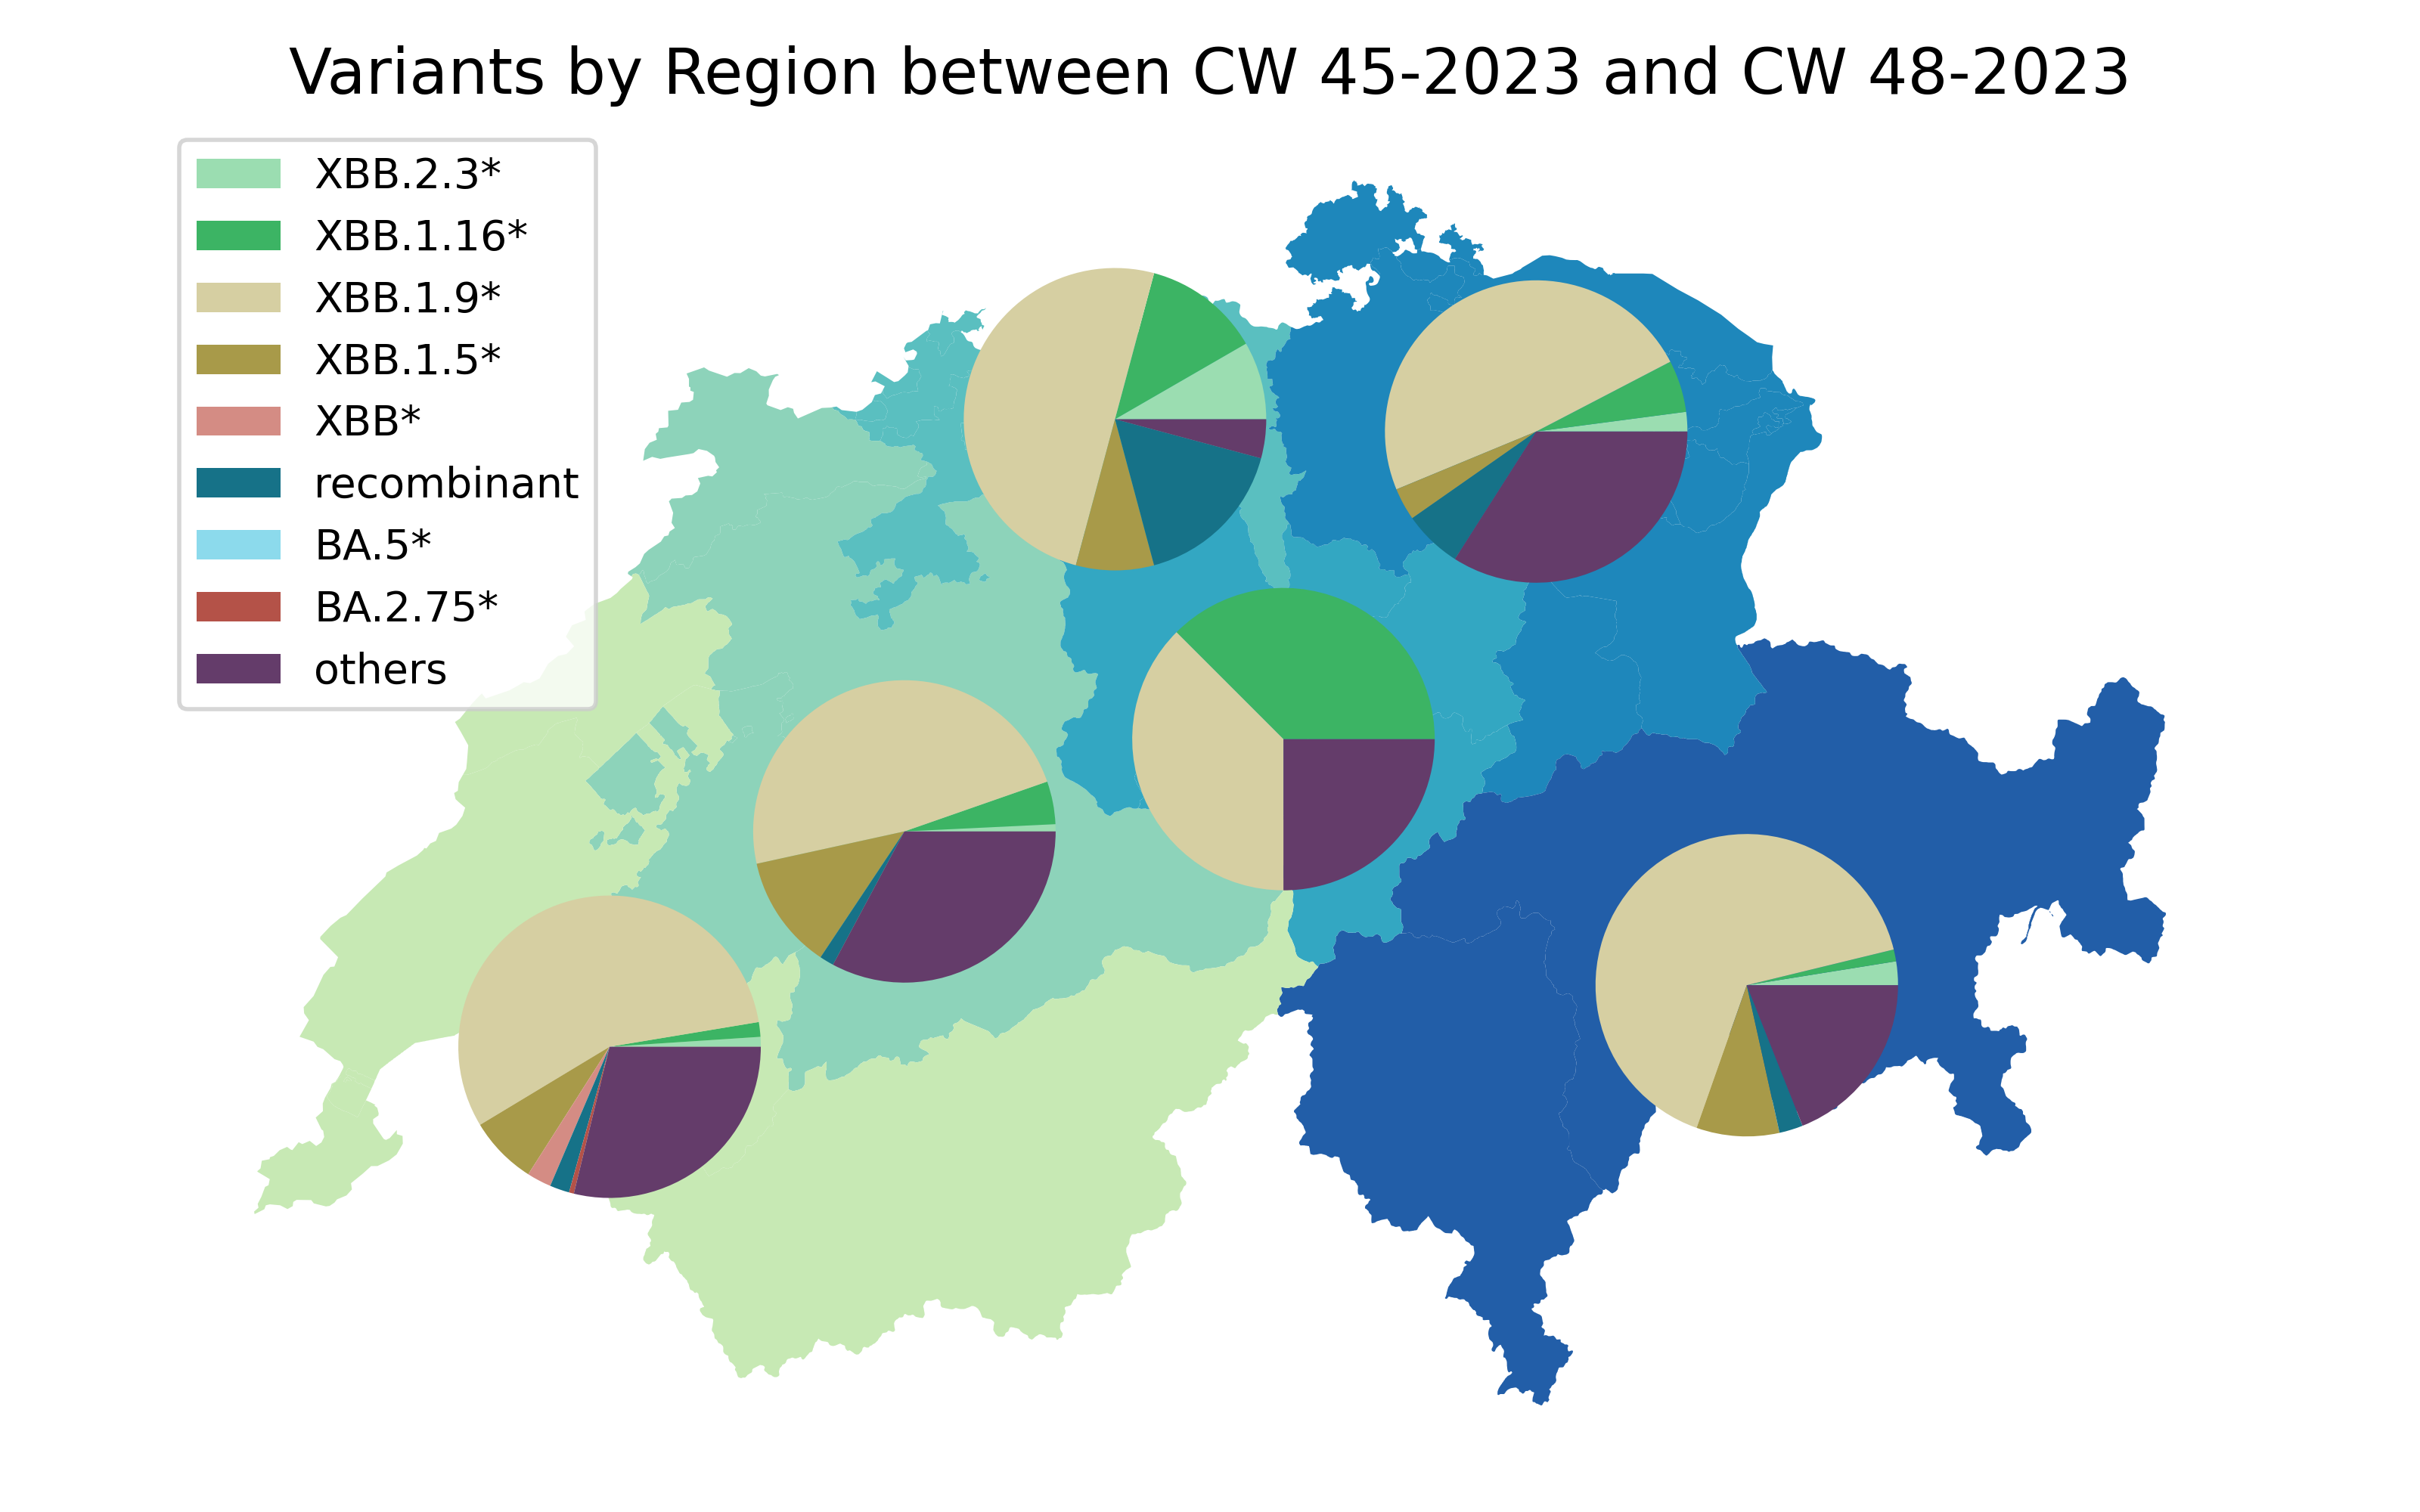 Variants by Region between CW 45-2023 and CW 48-2023
XBB.2.3*
XBB.1.16*
XBB.1.9*
XBB.1.5*
XBB*
recombinant
BA.5*
BA.2.75*
others